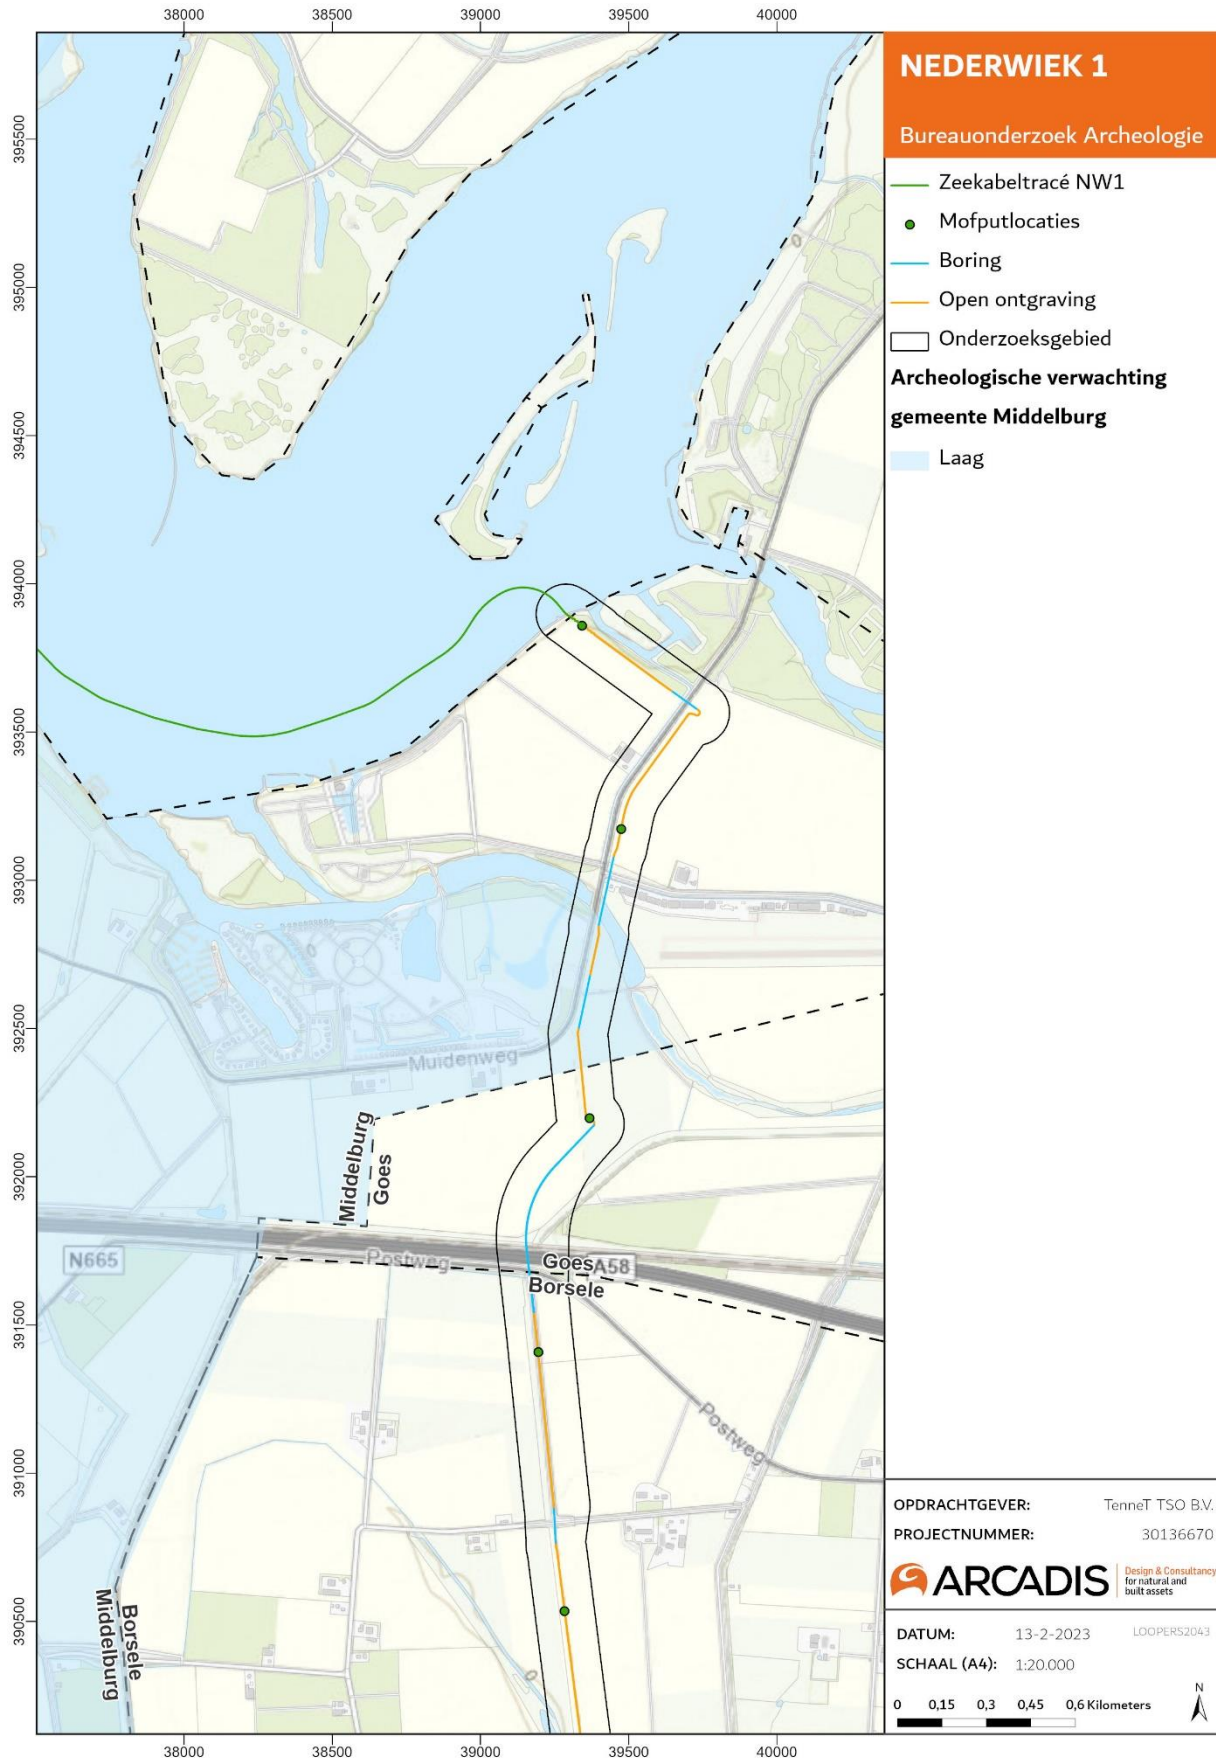 38000 38500 39000 39500 40000
395500
395000
394500
394000
393500
393000
392500
392000
391500
391000
390500
Muidenweg
Middelburg
Goes
N665
Postweg
Goes
A58
Borsele
Postweg
Borsele
Middelburg
38000 38500 39000 39500 40000
NEDERWIEK 1
Bureauonderzoek Archeologie
Zeekabeltracé NW1
Mofputlocaties
Boring
Open ontgraving
Onderzoeksgebied
Archeologische verwachting
gemeente Middelburg
Laag
OPDRACHTGEVER: TenneT TSO B.V.
PROJECTNUMMER: 30136670
ARCADIS
Design & Consultancy
for natural and
built assets
DATUM: 13-2-2023 LOOPERS2043
SCHAAL (A4): 1:20.000
0 0,15 0,3 0,45 0,6 Kilometers
N